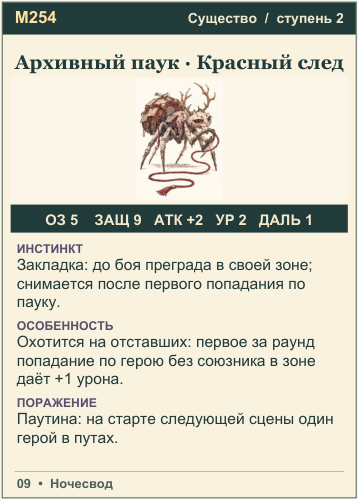 M254
Существо / ступень 2
Архивный паук · Красный след
ОЗ 5 ЗАЩ 9 АТК +2 УР 2 ДАЛЬ 1
ИНСТИНКТ
Закладка: до боя преграда в своей зоне;
снимается после первого попадания по
пауку.
ОСОБЕННОСТЬ
Охотится на отставших: первое за раунд
попадание по герою без союзника в зоне
даёт +1 урона.
ПОРАЖЕНИЕ
Паутина: на старте следующей сцены один
герой в путах.
09 • Ночесвод